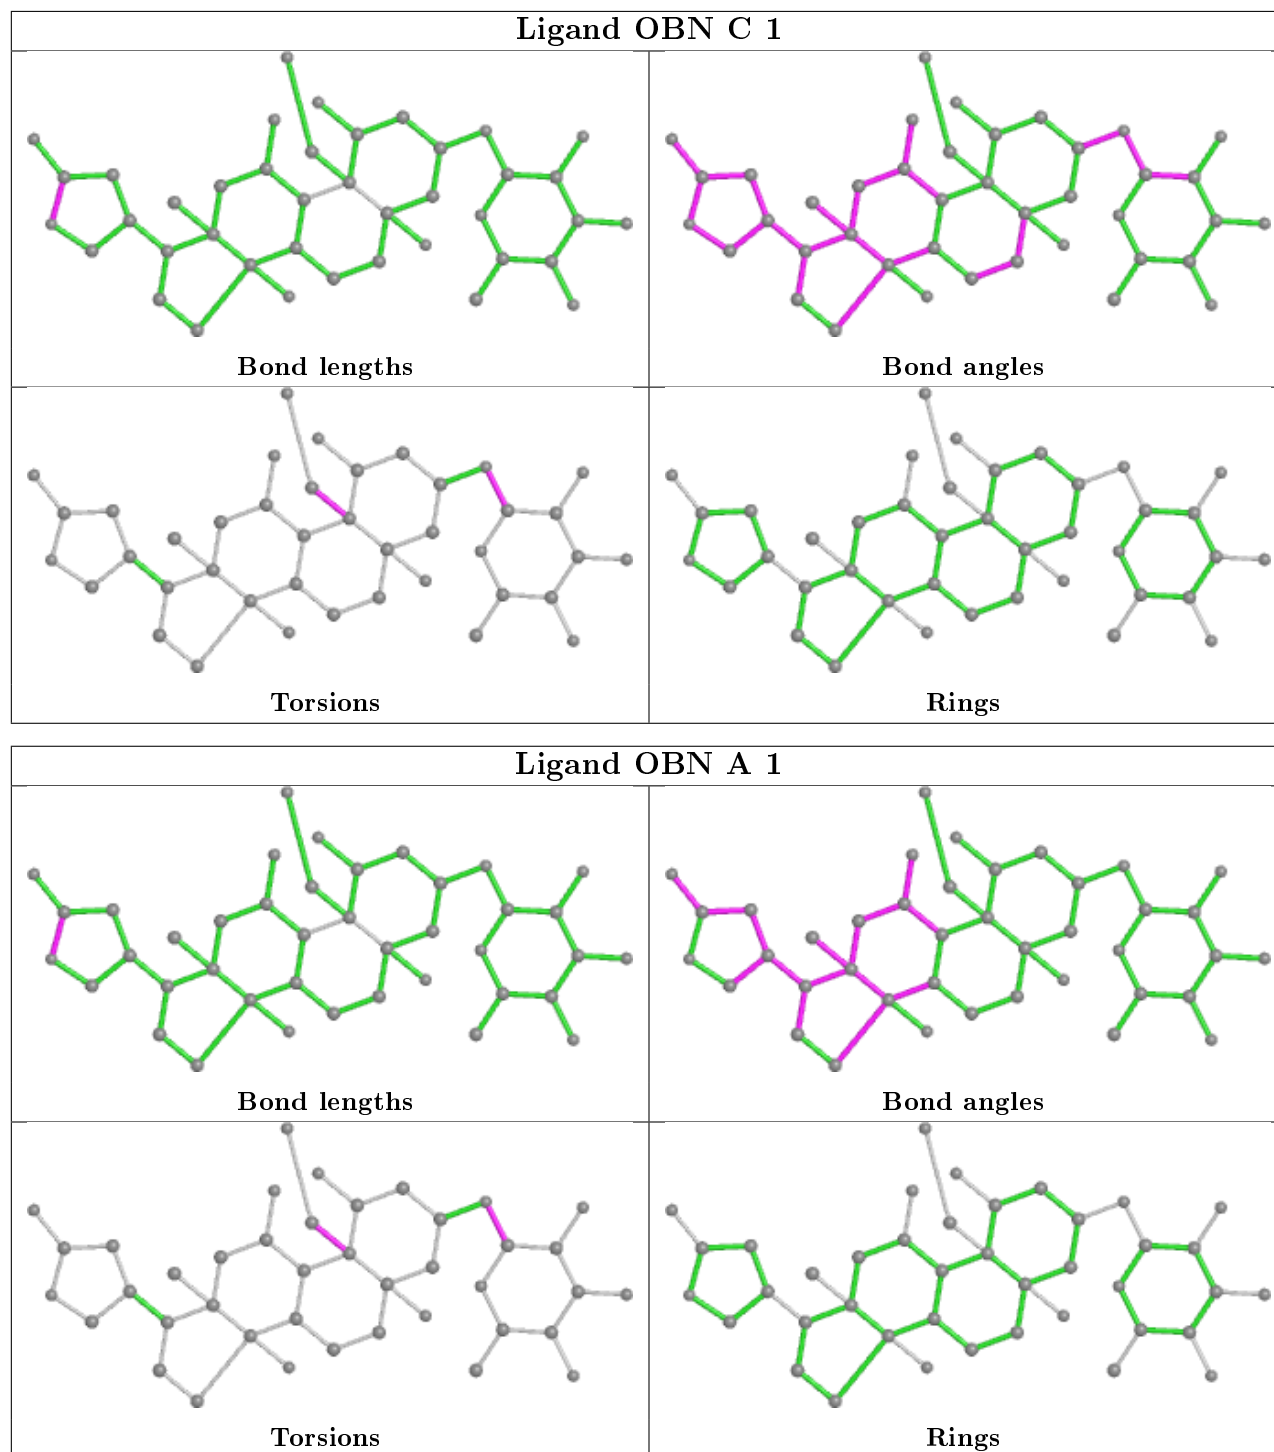 Ligand OBN C 1
Bond lengths
Bond angles
Torsions
Rings
Ligand OBN A 1
Bond lengths
Bond angles
Torsions
Rings